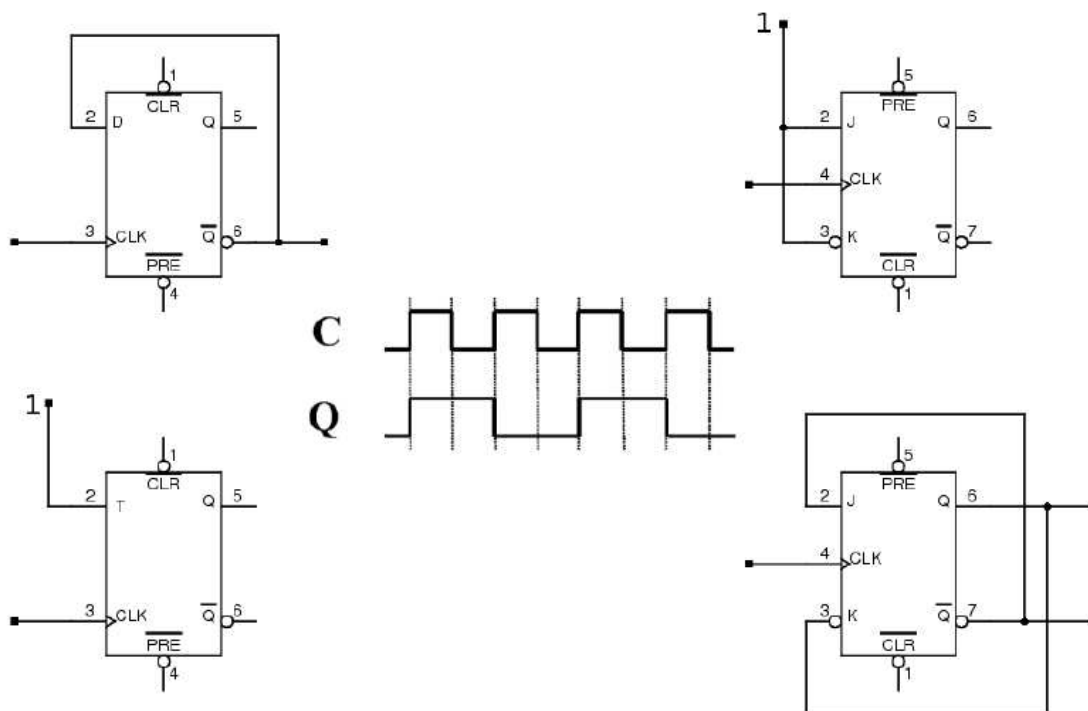 1
CLR
2 D Q 5
3 CLK Q 6
PRE
4
1
5
PRE
2 J Q 6
4 CLK
3 K Q 7
CLR
1
C
Q
1
1
CLR
2 T Q 5
3 CLK Q 6
PRE
4
5
PRE
2 J Q 6
4 CLK
3 K Q 7
CLR
1